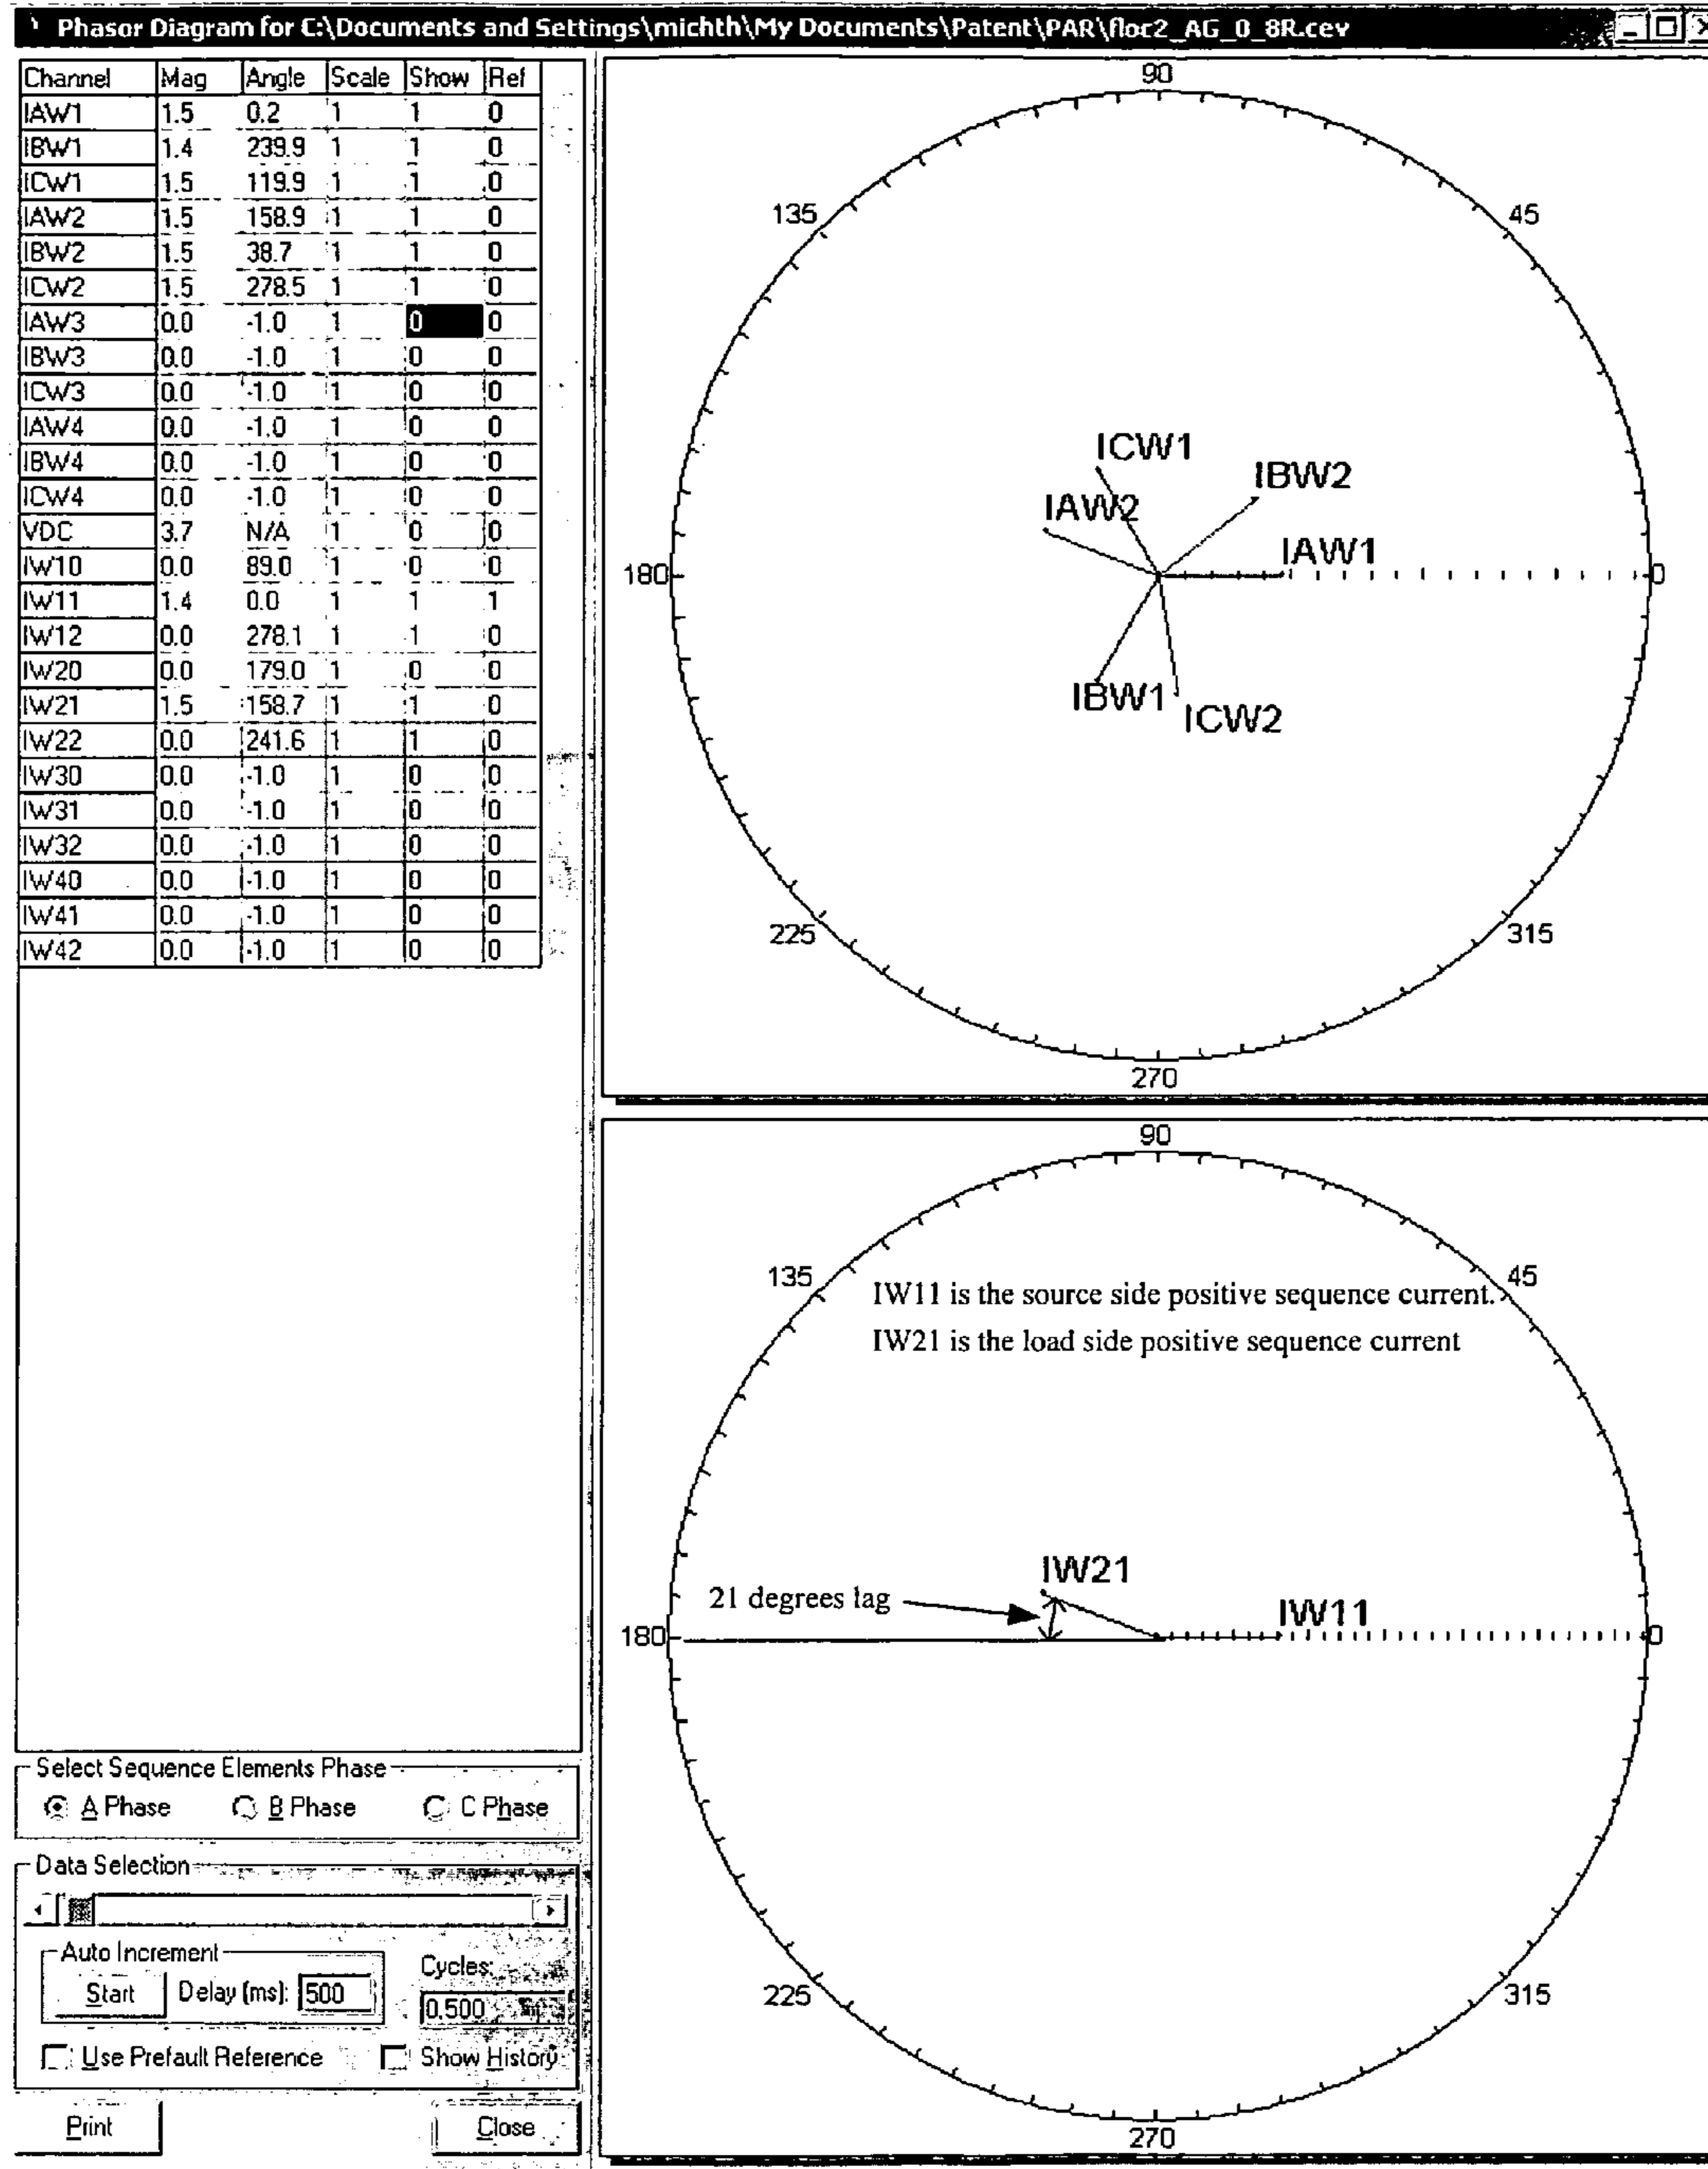 Phasor Diagram for C:\Documents and Settings\michth\My Documents\Patent\PAR\floc2_AG_0_8R.cev
Channel Mag Angle Scale Show Ref
IAW1 1.5 0.2 1 1 0
IBW1 1.4 239.9 1 1 0
ICW1 1.5 119.9 1 1 0
IAW2 1.5 158.9 1 1 0
IBW2 1.5 38.7 1 1 0
ICW2 1.5 278.5 1 1 0
IAW3 0.0 -1.0 1 0 0
IBW3 0.0 -1.0 1 0 0
ICW3 0.0 -1.0 1 0 0
IAW4 0.0 -1.0 1 0 0
IBW4 0.0 -1.0 1 0 0
ICW4 0.0 -1.0 1 0 0
VDC 3.7 N/A 1 0 0
IW10 0.0 89.0 1 0 0
IW11 1.4 0.0 1 1 1
IW12 0.0 278.1 1 1 0
IW20 0.0 179.0 1 0 0
IW21 1.5 158.7 1 1 0
IW22 0.0 241.6 1 1 0
IW30 0.0 -1.0 1 0 0
IW31 0.0 -1.0 1 0 0
IW32 0.0 -1.0 1 0 0
IW40 0.0 -1.0 1 0 0
IW41 0.0 -1.0 1 0 0
IW42 0.0 -1.0 1 0 0
Select Sequence Elements Phase
A Phase B Phase C Phase
Data Selection
Auto Increment
Start Delay (ms): 500
Cycles:
0.500
Use Prefault Reference Show History
Print Close
90
135 45
ICW1
IBW2
IAW2
IAW1
180 0
IBW1
ICW2
225 315
270
90
135 45
IW11 is the source side positive sequence current.
IW21 is the load side positive sequence current
IW21
21 degrees lag
IW11
180 0
225 315
270